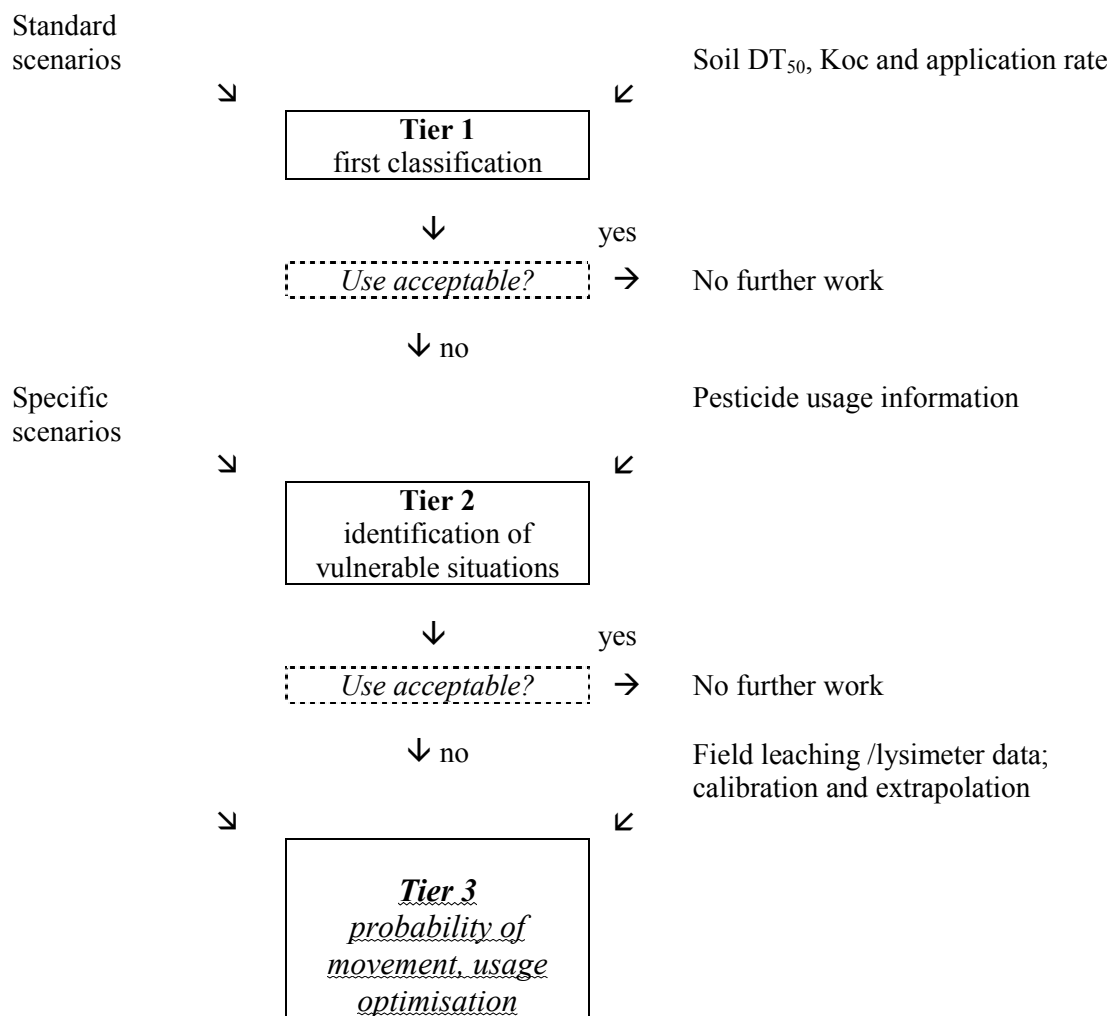 Standard
scenarios
Soil DT₅₀, Koc and application rate
↘ ↙
Tier 1
first classification
↓ yes
Use acceptable? → No further work
↓ no
Specific
scenarios
Pesticide usage information
↘ ↙
Tier 2
identification of
vulnerable situations
↓ yes
Use acceptable? → No further work
↓ no
Field leaching /lysimeter data;
calibration and extrapolation
↘ ↙
Tier 3
probability of
movement, usage
optimisation